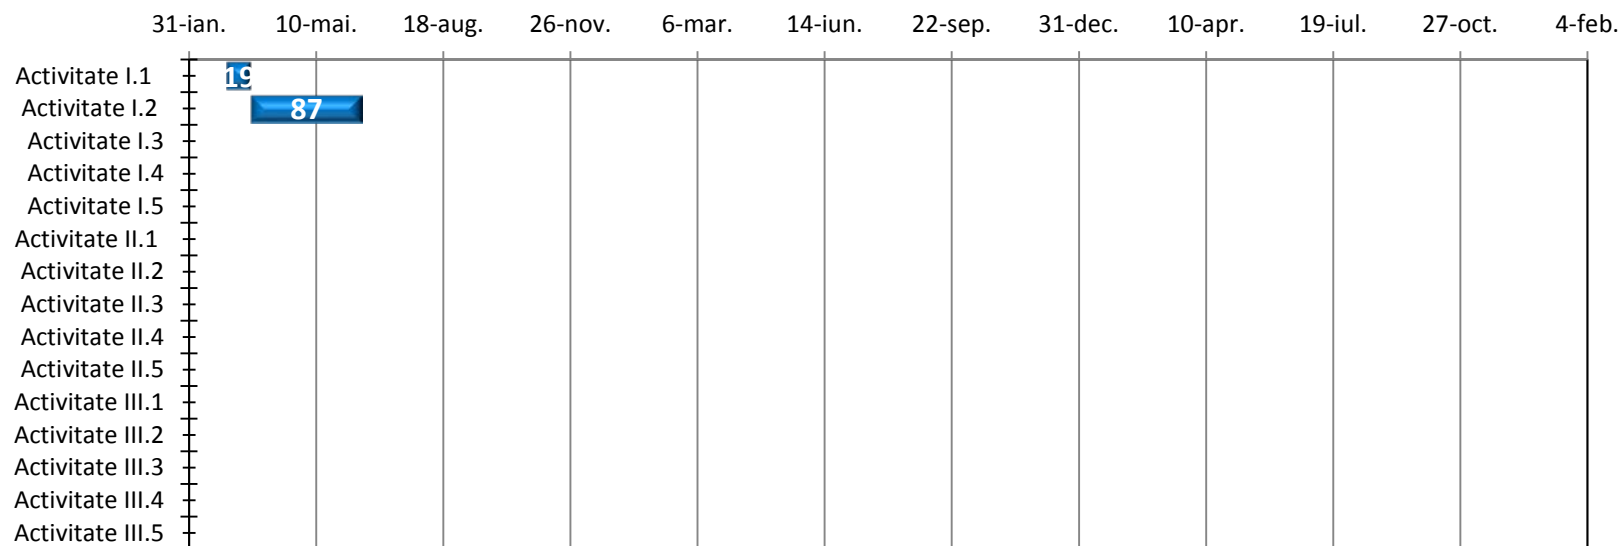 31-ian. 10-mai. 18-aug. 26-nov. 6-mar. 14-iun. 22-sep. 31-dec. 10-apr. 19-iul. 27-oct. 4-feb.
Activitate I.1 19
Activitate I.2 87
Activitate I.3
Activitate I.4
Activitate I.5
Activitate II.1
Activitate II.2
Activitate II.3
Activitate II.4
Activitate II.5
Activitate III.1
Activitate III.2
Activitate III.3
Activitate III.4
Activitate III.5